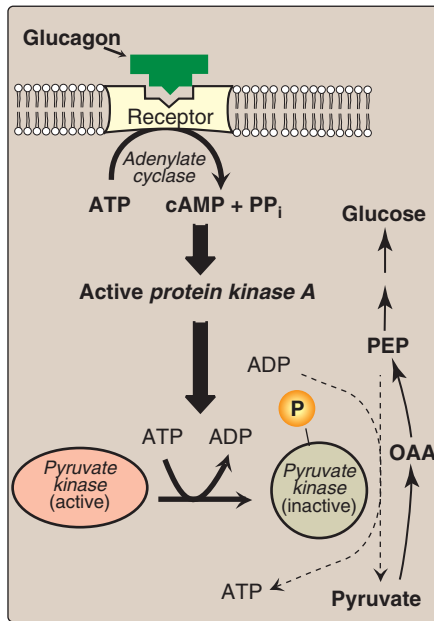 Glucagon
Receptor
Adenylate
cyclase
ATP
cAMP + PPi
Glucose
Active protein kinase A
PEP
ADP
P
ATP
ADP
OAA
Pyruvate
kinase
(active)
Pyruvate
kinase
(inactive)
ATP
Pyruvate